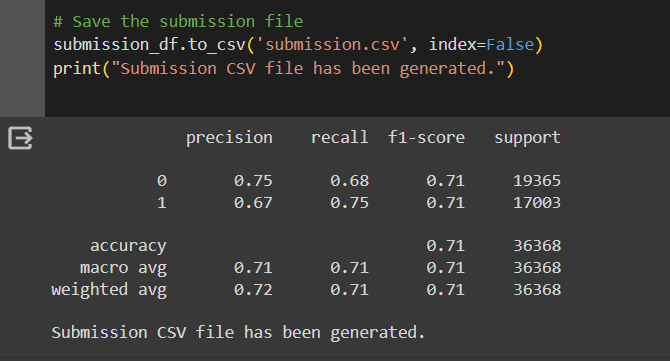 # Save the submission file
submission_df.to_csv('submission.csv', index=False)
print("Submission CSV file has been generated.")
precision recall f1-score support
0 0.75 0.68 0.71 19365
1 0.67 0.75 0.71 17003
accuracy 0.71 36368
macro avg 0.71 0.71 0.71 36368
weighted avg 0.72 0.71 0.71 36368
Submission CSV file has been generated.